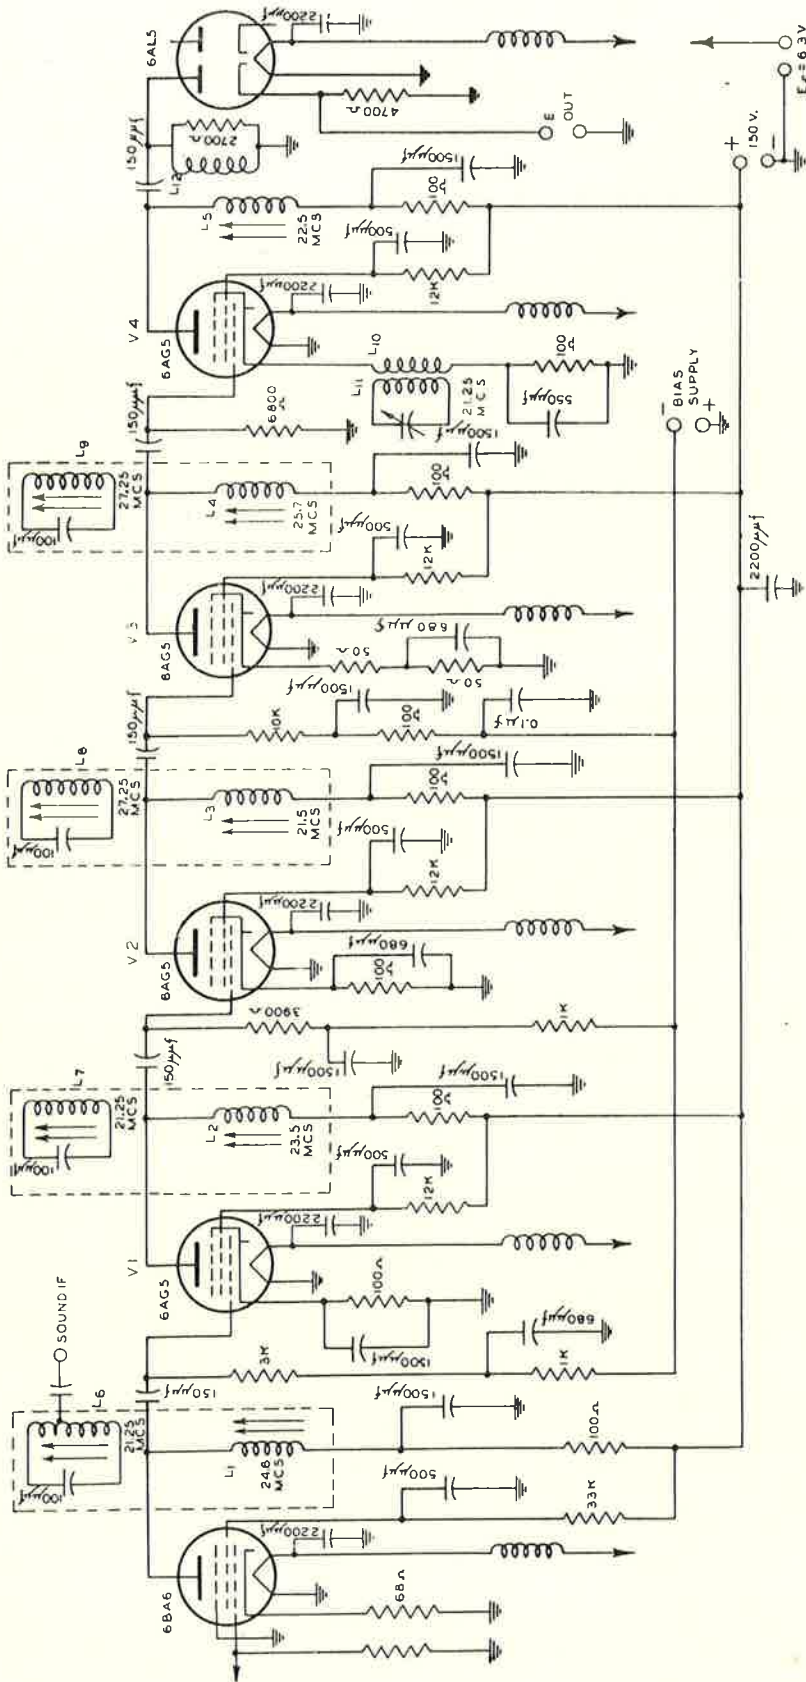 6BA6
68Ω
2200μμf
500μμf
33K
100μμf
L6
21.25 MCS
SOUND IF
L1
24.6 MCS
1500μμf
100Ω
150μμf
3K
680μμf
1K
V1
6AG5
1500μμf
100Ω
2200μμf
500μμf
12K
100μμf
L7
21.25 MCS
L2
23.5 MCS
1500μμf
100Ω
150μμf
3900Ω
1500μμf
1K
V2
6AG5
100Ω
680μμf
2200μμf
500μμf
12K
100μμf
L8
27.25 MCS
L3
21.5 MCS
1500μμf
100Ω
150μμf
10K
1500μμf
100Ω
0.1μf
V3
6AG5
50Ω
50Ω
680μμf
2200μμf
500μμf
12K
100μμf
L9
27.25 MCS
L4
25.7 MCS
1500μμf
100Ω
150μμf
6800Ω
V4
6AG5
L11
L10
21.25 MCS
550μμf
100Ω
2200μμf
500μμf
12K
L5
22.5 MCS
1500μμf
100Ω
150μμf
L12
2700Ω
6AL5
2200μμf
4700Ω
E OUT
2200μμf
− BIAS
+ SUPPLY
+
150 V.
−
6.3V